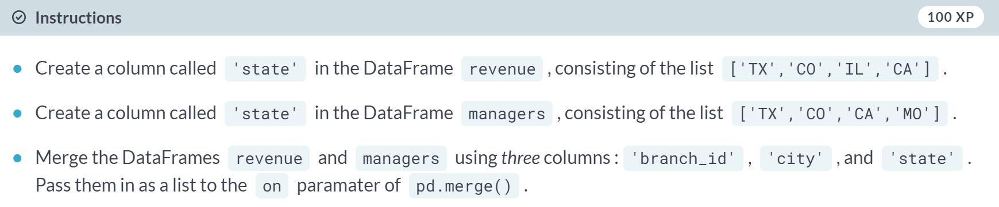 Instructions 100 XP
Create a column called 'state' in the DataFrame revenue , consisting of the list ['TX','CO','IL','CA'] .
Create a column called 'state' in the DataFrame managers , consisting of the list ['TX','CO','CA','MO'] .
Merge the DataFrames revenue and managers using three columns : 'branch_id' , 'city' , and 'state' .
Pass them in as a list to the on paramater of pd.merge() .